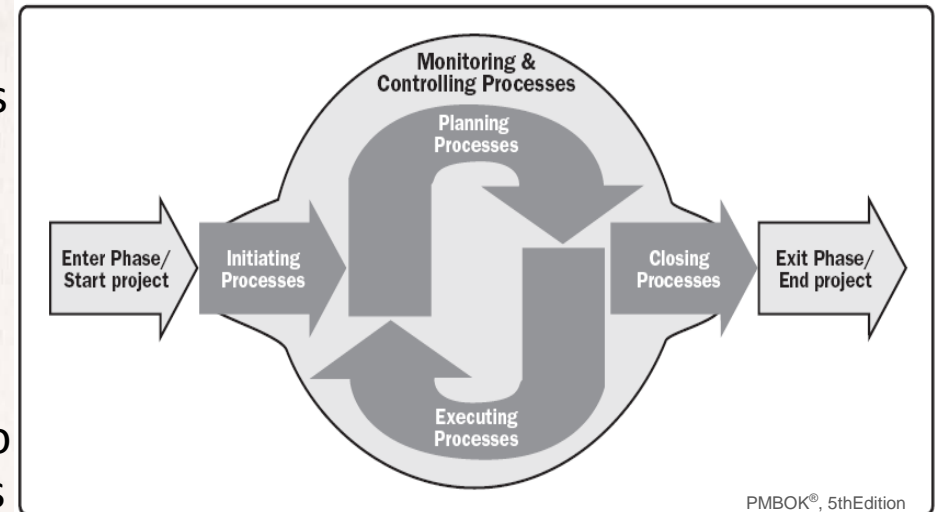 s
o
s
Monitoring &
Controlling Processes
Planning
Processes
Enter Phase/
Start project
Initiating
Processes
Closing
Processes
Exit Phase/
End project
Executing
Processes
PMBOK®, 5thEdition